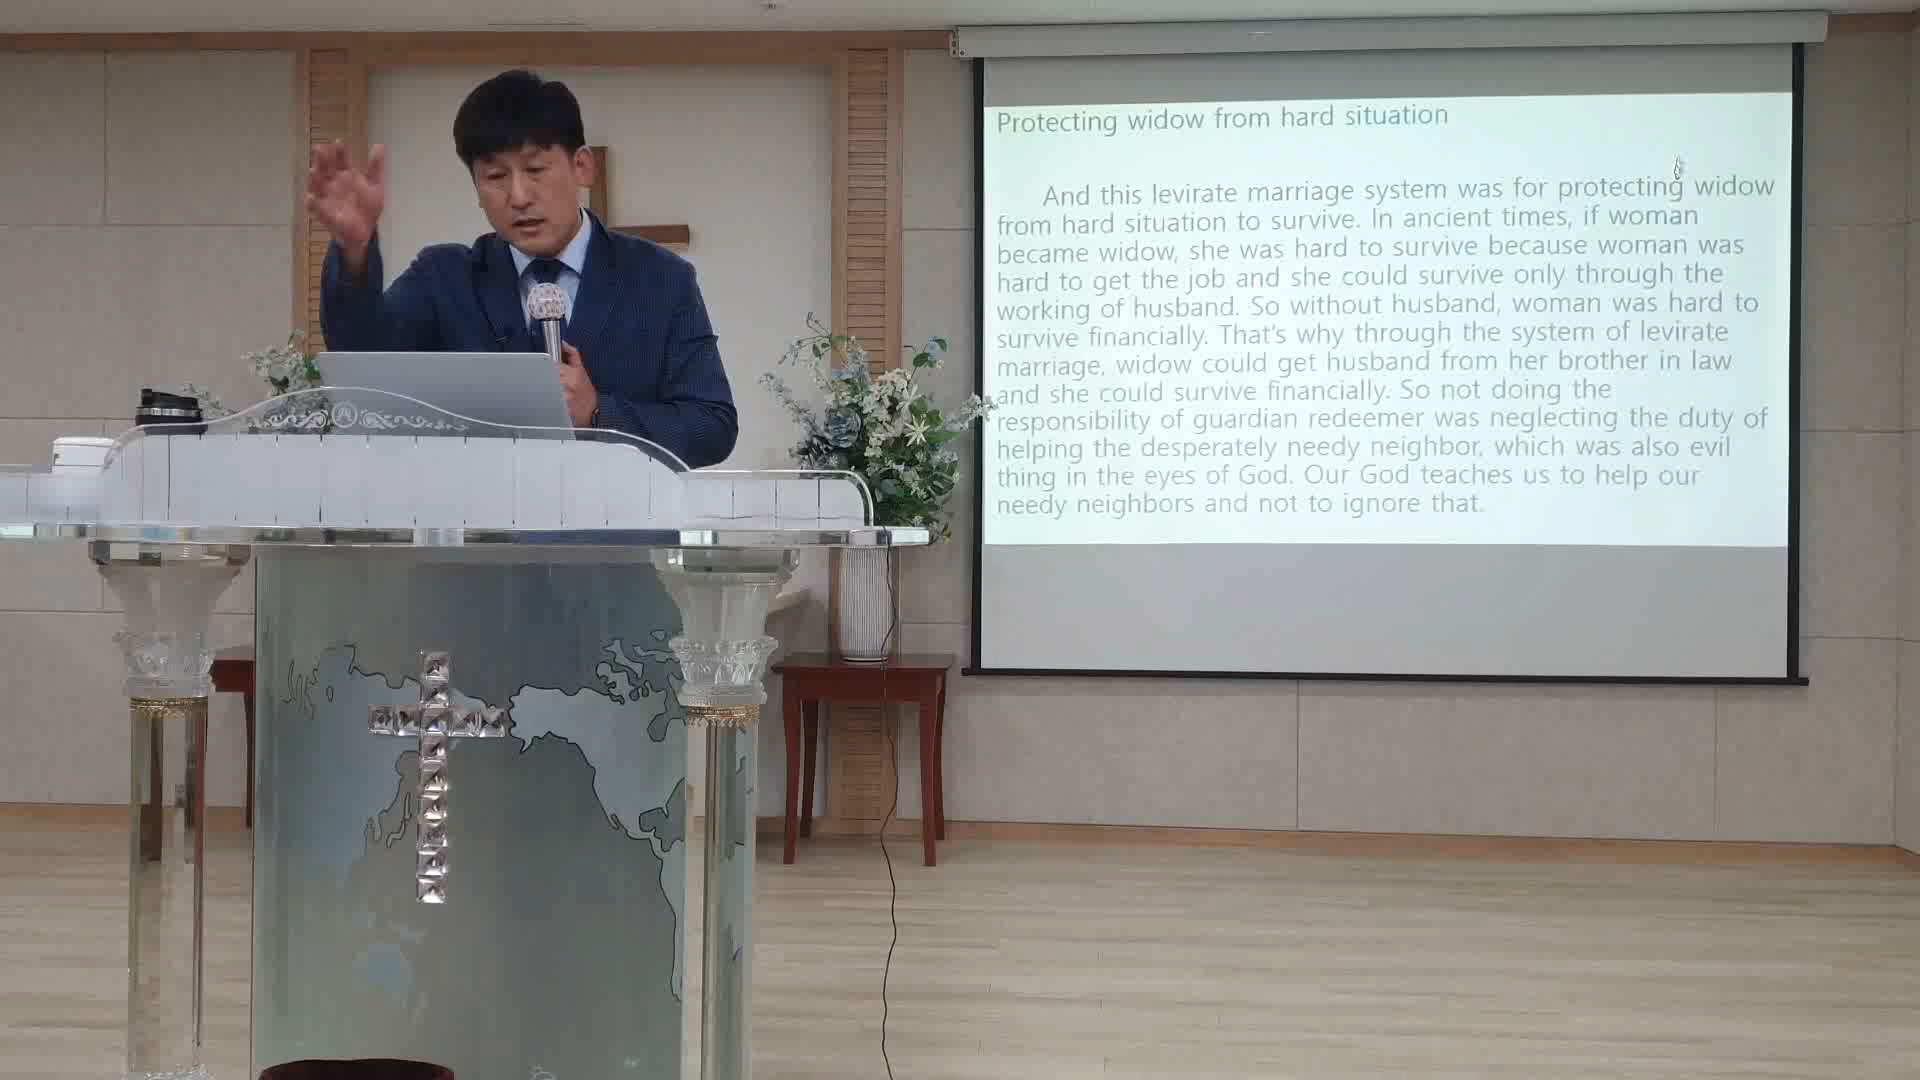 Protecting widow from hard situation
And this levirate marriage system was for protecting widow
from hard situation to survive. In ancient times, if woman
became widow, she was hard to survive because woman was
hard to get the job and she could survive only through the
working of husband. So without husband, woman was hard to
survive financially. That's why through the system of levirate
marriage, widow could get husband from her brother in law
and she could survive financially. So not doing the
responsibility of guardian redeemer was neglecting the duty of
helping the desperately needy neighbor, which was also evil
thing in the eyes of God. Our God teaches us to help our
needy neighbors and not to ignore that.